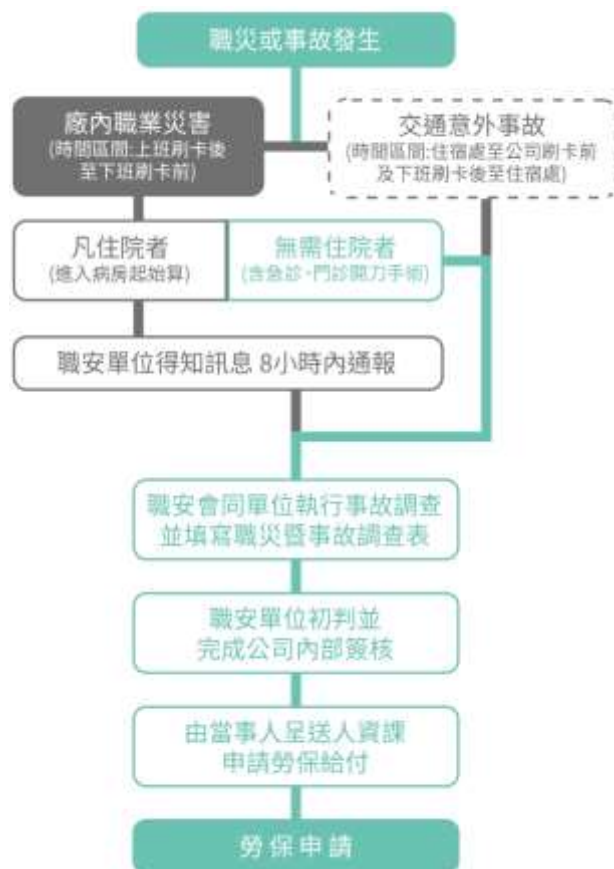 職災或事故發生
廠內職業災害
(時間區間:上班刷卡後
至下班刷卡前)
交通意外事故
(時間區間:住宿處至公司刷卡前
及下班刷卡後至住宿處)
凡住院者
(進入病房起始算)
無需住院者
(含急診、門診開刀手術)
職安單位得知訊息 8小時內通報
職安會同單位執行事故調查
並填寫職災暨事故調查表
職安單位初判並
完成公司內部簽核
由當事人呈送人資課
申請勞保給付
勞保申請